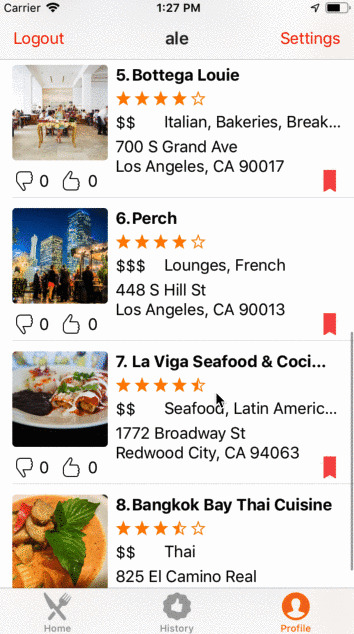 Carrier 1:27 PM
Logout ale Settings
5. Bottega Louie
$$ Italian, Bakeries, Break...
700 S Grand Ave
Los Angeles, CA 90017
0 0
6. Perch
$$$ Lounges, French
448 S Hill St
Los Angeles, CA 90013
0 0
7. La Viga Seafood & Coci...
$$ Seafood, Latin Americ...
1772 Broadway St
Redwood City, CA 94063
0 0
8. Bangkok Bay Thai Cuisine
$$ Thai
825 El Camino Real
Home History Profile